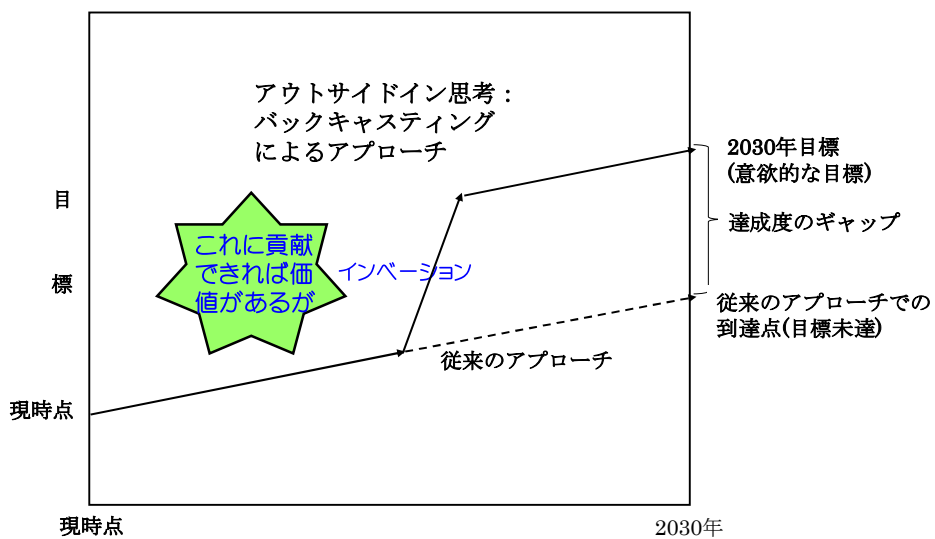 アウトサイドイン思考：
バックキャスティング
によるアプローチ
2030年目標
(意欲的な目標)
目
標
達成度のギャップ
これに貢献
できれば価
値があるが
インベーション
従来のアプローチでの
到達点(目標未達)
従来のアプローチ
現時点
現時点
2030年